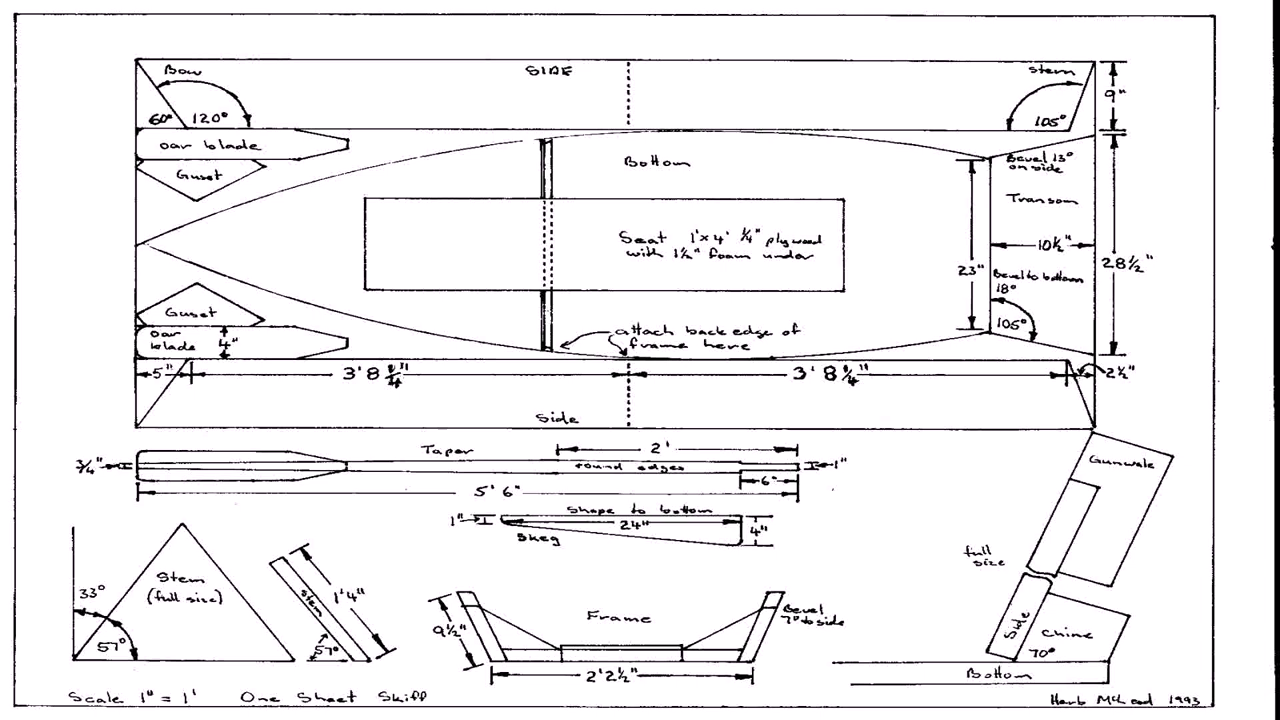 Bow
SIDE
Stem
9"
60° 120°
105°
oar blade
Guset
Bottom
Bevel 13°
on side
Transom
Seat 1'x4' ¼" plywood
with 1½" foam under
10½"
23"
28½"
Bevel to bottom
18°
105°
Guset
oar
blade
4"
attach back edge of
frame here
5"
3' 8¼"
3' 8¼"
2½"
Side
Taper
2'
¾"
round edges
1"
6"
5' 6"
Gunwale
1"
Shape to bottom
24"
4"
Skeg
full
size
Stem
(full size)
33°
57°
stem
1'4"
57°
Frame
9½"
Bevel
7° to side
2'2½"
Side
Chine
70°
Bottom
Scale 1" = 1' One Sheet Skiff
Herb McLeod 1993